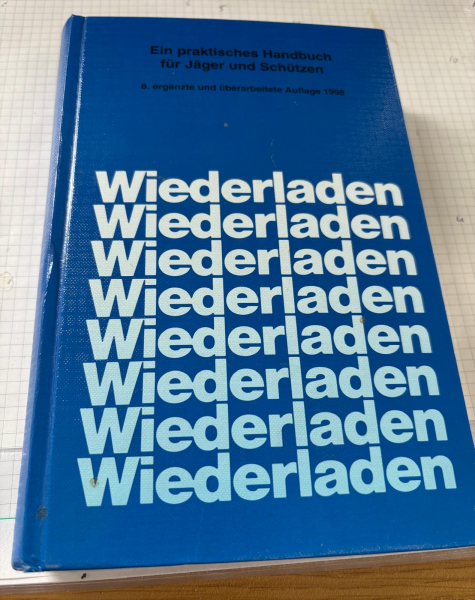 Ein praktisches Handbuch
für Jäger und Schützen
8. ergänzte und überarbeitete Auflage 1998
Wiederladen
Wiederladen
Wiederladen
Wiederladen
Wiederladen
Wiederladen
Wiederladen
Wiederladen